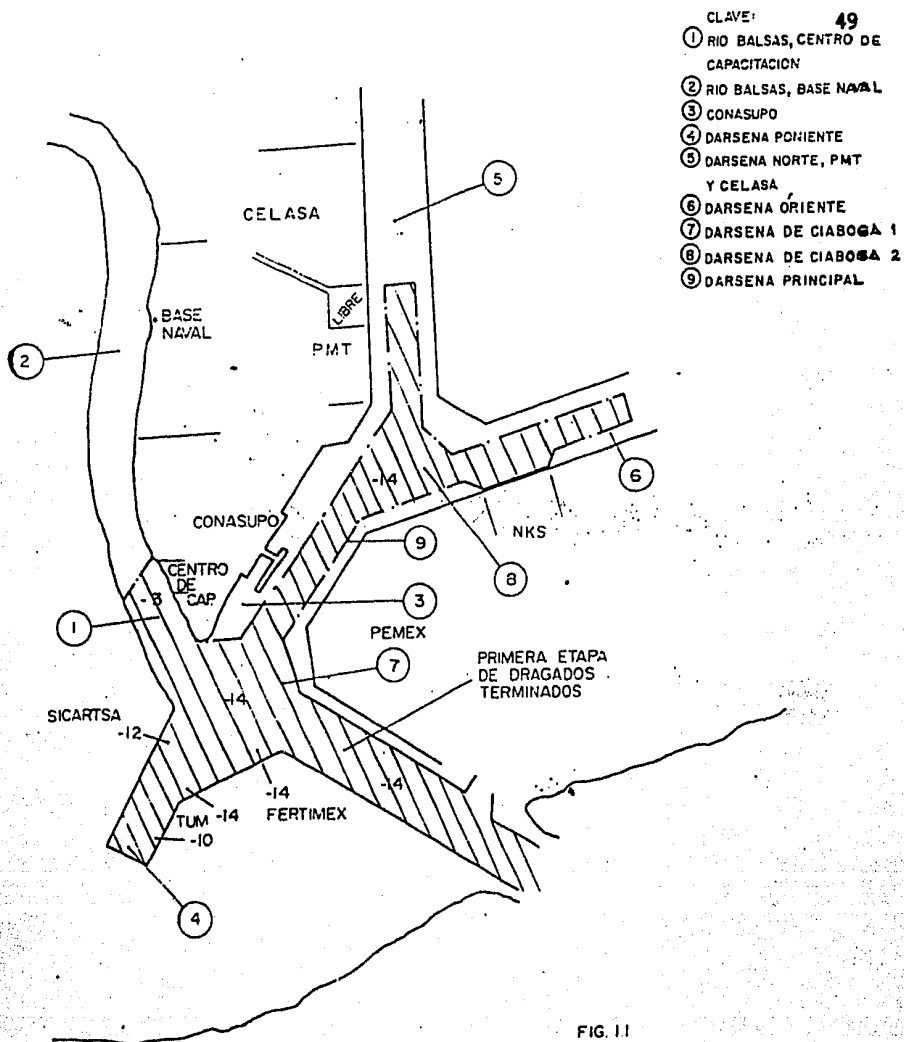 CLAVE: 49
① RIO BALSAS, CENTRO DE
CAPACITACION
② RIO BALSAS, BASE NAVAL
③ CONASUPO
④ DARSENA PONIENTE
⑤ DARSENA NORTE, PMT
Y CELASA
⑥ DARSENA ORIENTE
⑦ DARSENA DE CIABOGA 1
⑧ DARSENA DE CIABOGA 2
⑨ DARSENA PRINCIPAL
5
CELASA
BASE
NAVAL
LIBRE
PMT
2
6
-14
CONASUPO
NKS
9
8
CENTRO
DE
CAP.
-3
3
1
PEMEX
7
PRIMERA ETAPA
DE DRAGADOS
TERMINADOS
SICARTSA
-14
-12
-14
-14
TUM -14
FERTIMEX
-10
4
FIG. 1.1